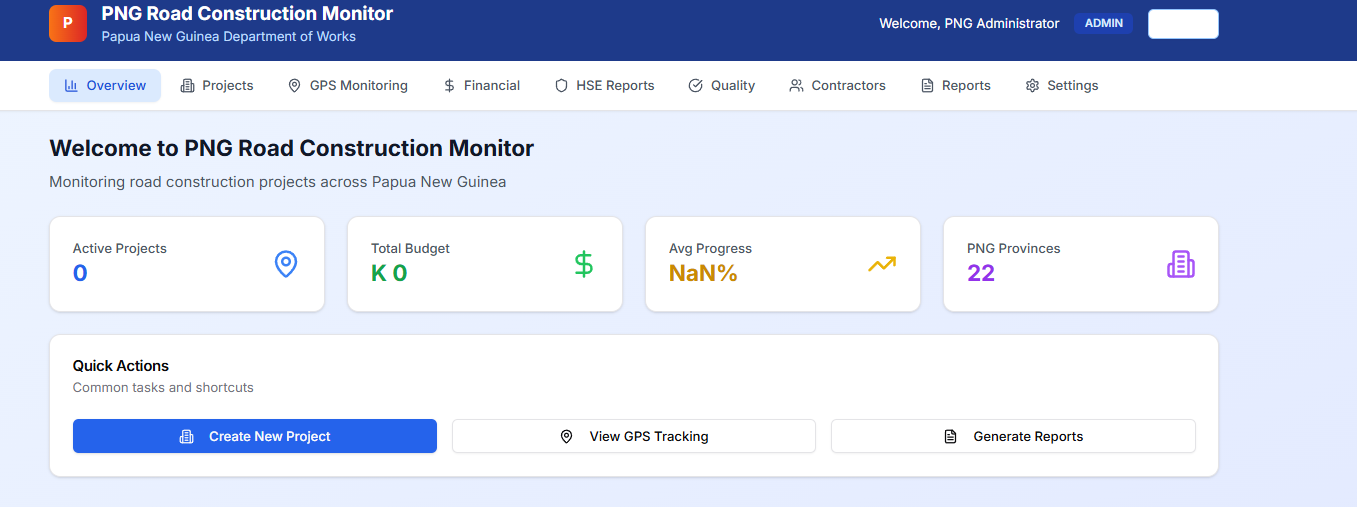 P
PNG Road Construction Monitor
Papua New Guinea Department of Works
Welcome, PNG Administrator
ADMIN
Overview
Projects
GPS Monitoring
Financial
HSE Reports
Quality
Contractors
Reports
Settings
Welcome to PNG Road Construction Monitor
Monitoring road construction projects across Papua New Guinea
Active Projects
0
Total Budget
K 0
Avg Progress
NaN%
PNG Provinces
22
Quick Actions
Common tasks and shortcuts
Create New Project
View GPS Tracking
Generate Reports